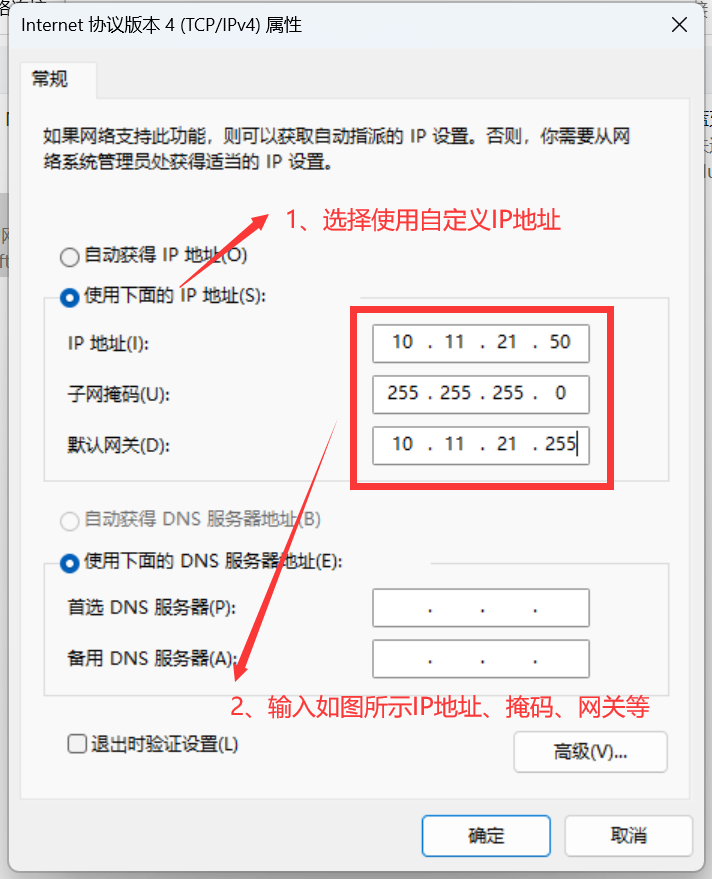 Internet 协议版本 4 (TCP/IPv4) 属性
常规
如果网络支持此功能，则可以获取自动指派的 IP 设置。否则，你需要从网
络系统管理员处获得适当的 IP 设置。
1、选择使用自定义IP地址
自动获得 IP 地址(O)
使用下面的 IP 地址(S):
IP 地址(I):
10 . 11 . 21 . 50
子网掩码(U):
255 . 255 . 255 . 0
默认网关(D):
10 . 11 . 21 . 255
自动获得 DNS 服务器地址(B)
使用下面的 DNS 服务器地址(E):
首选 DNS 服务器(P):
. . .
备用 DNS 服务器(A):
. . .
2、输入如图所示IP地址、掩码、网关等
退出时验证设置(L)
高级(V)...
确定
取消